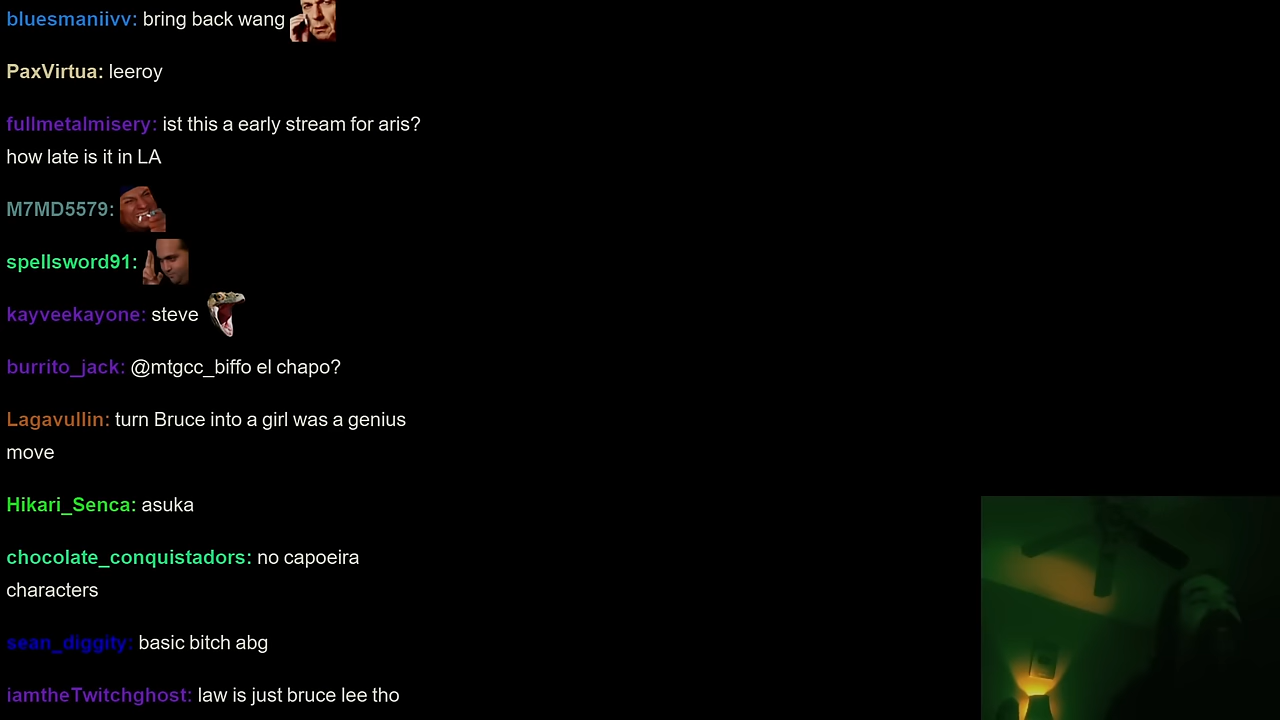 bluesmaniivv: bring back wang
PaxVirtua: leeroy
fullmetalmisery: ist this a early stream for aris?
how late is it in LA
M7MD5579:
spellsword91:
kayveekayone: steve
burrito_jack: @mtgcc_biffo el chapo?
Lagavullin: turn Bruce into a girl was a genius
move
Hikari_Senca: asuka
chocolate_conquistadors: no capoeira
characters
sean_diggity: basic bitch abg
iamtheTwitchghost: law is just bruce lee tho